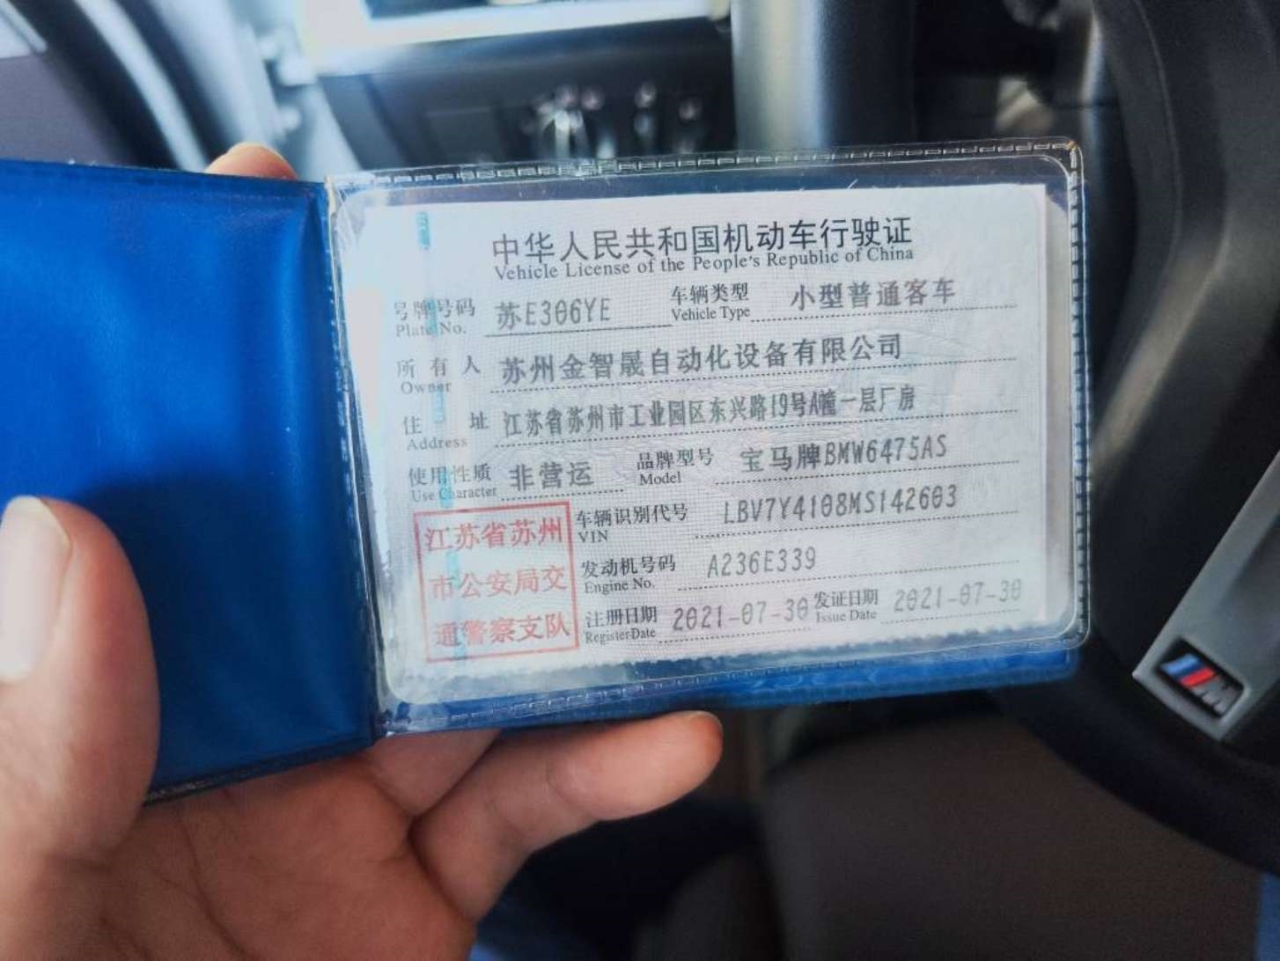 中华人民共和国机动车行驶证
Vehicle License of the People's Republic of China
号牌号码 苏E306YE 车辆类型 小型普通客车
Plate No. Vehicle Type
所有人 苏州金智晟自动化设备有限公司
Owner
住址 江苏省苏州市工业园区东兴路19号A幢一层厂房
Address
使用性质 非营运 品牌型号 宝马牌BMW6475AS
Use Character Model
江苏省苏州
市公安局交
通警察支队
车辆识别代号 LBV7Y4108MS142603
VIN
发动机号码 A236E339
Engine No.
注册日期 2021-07-30 发证日期 2021-07-30
Register Date Issue Date
M